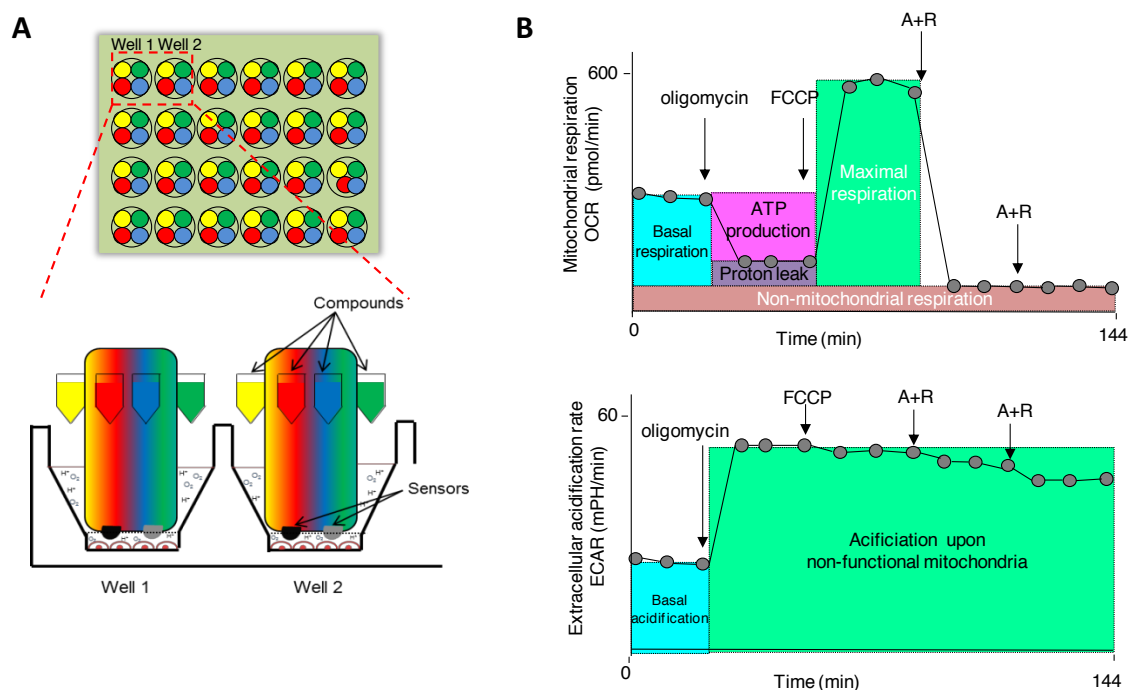 A
Well 1 Well 2
Compounds
H⁺
O₂
Sensors
Well 1
Well 2
B
A+R
600
oligomycin
FCCP
Mitochondrial respiration
OCR (pmol/min)
Maximal
respiration
ATP
production
A+R
Basal
respiration
Proton leak
Non-mitochondrial respiration
0
Time (min)
144
60
FCCP
A+R
A+R
oligomycin
Extracellular acidification rate
ECAR (mPH/min)
Acificiation upon
non-functional mitochondria
Basal
acidification
0
Time (min)
144